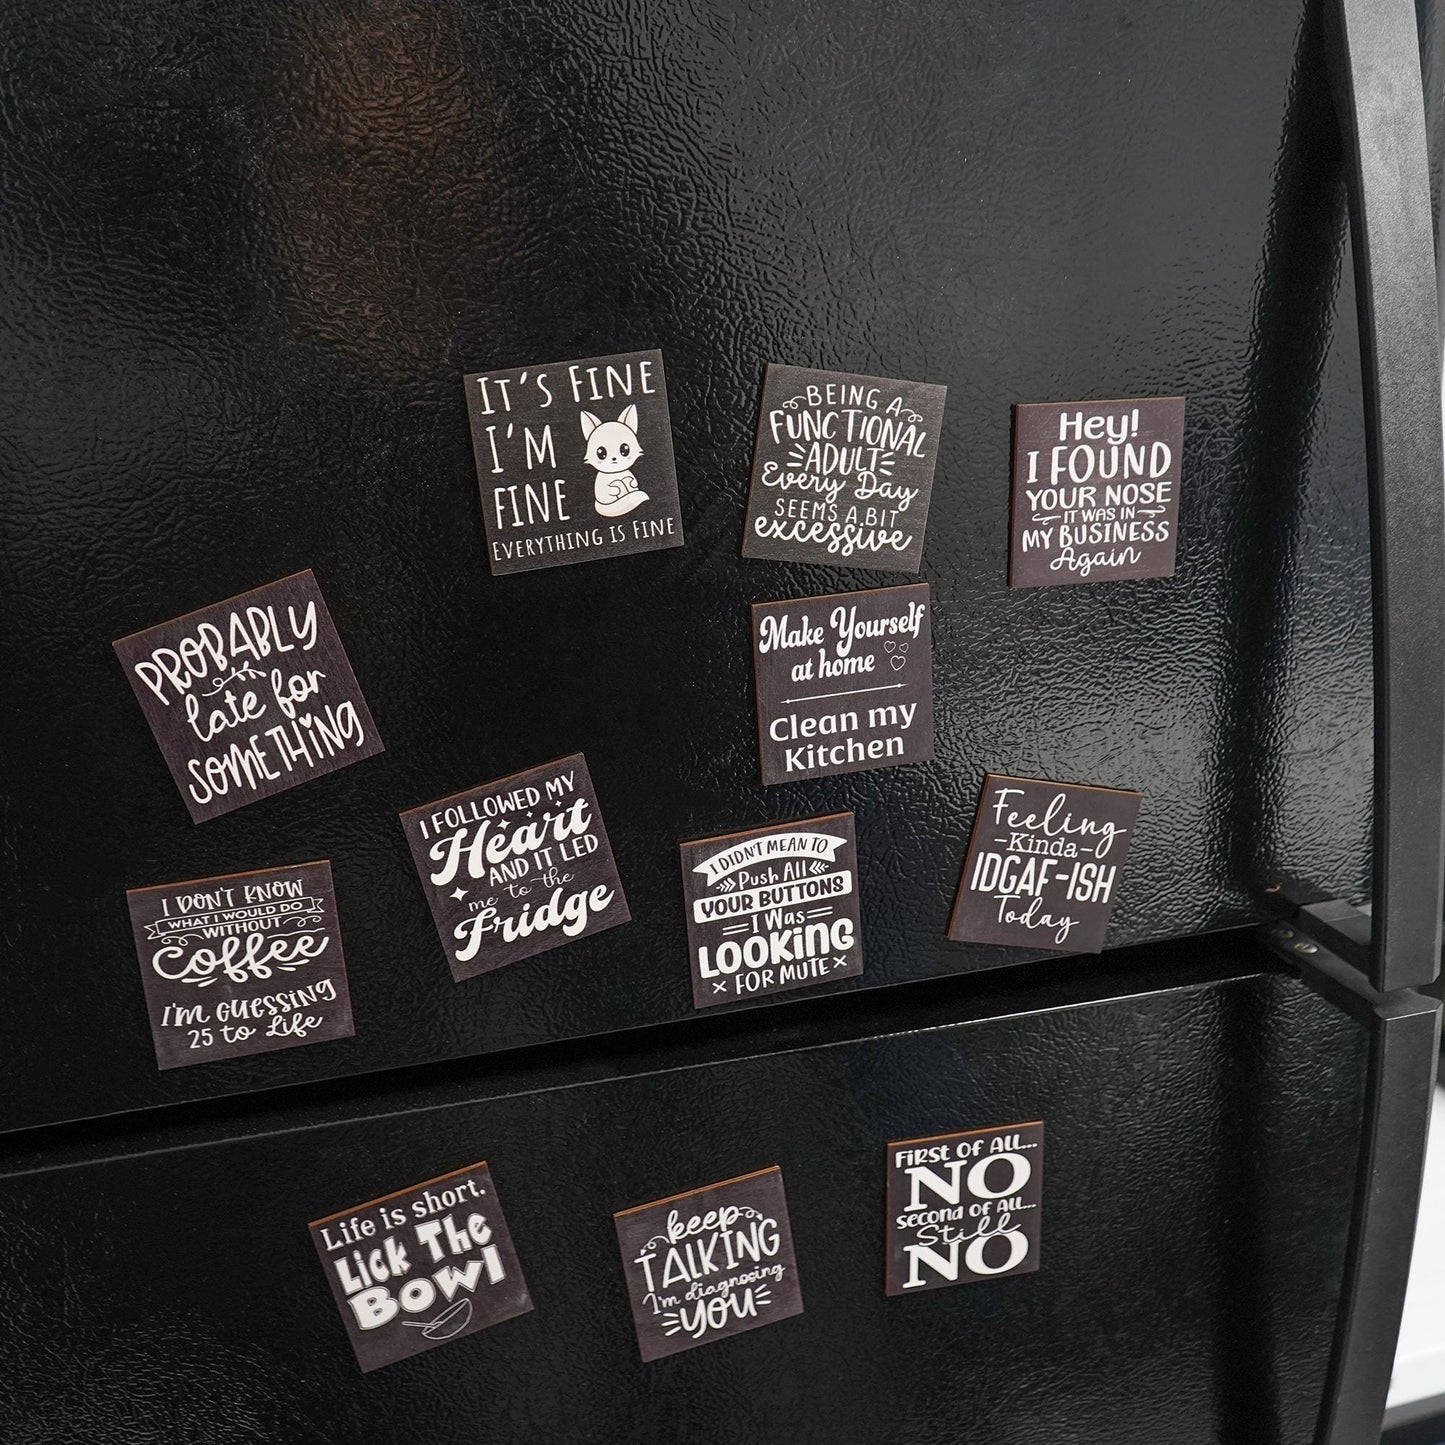 IT'S FINE
I'M
FINE
EVERYTHING IS FINE
BEING A
FUNCTIONAL
ADULT
Every Day
SEEMS A BIT
excessive
Hey!
I FOUND
YOUR NOSE
IT WAS IN
MY BUSINESS
Again
PROBABLY
late for
SOMETHING
Make Yourself
at home
Clean my
Kitchen
I FOLLOWED MY
Heart
AND IT LED
me to the
Fridge
I DIDN'T MEAN TO
Push All
YOUR BUTTONS
I Was
LOOKING
FOR MUTE
Feeling
-Kinda-
IDGAF-ISH
Today
I DON'T KNOW
WHAT I WOULD DO
WITHOUT
Coffee
I'M GUESSING
25 to Life
Life is short.
Lick The
Bowl
keep
TALKING
I'm diagnosing
YOU
FIRST OF ALL...
NO
second of ALL...
Still
NO